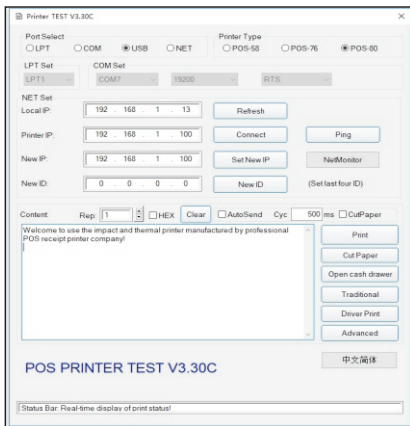 Printer TEST V3.30C
Port Select
LPT COM USB NET
Printer Type
POS-58 POS-76 POS-80
LPT Set
LPT1
COM Set
COM7 19200 RTS
NET Set
Local IP: 192 . 168 . 1 . 13 Refresh
Printer IP: 192 . 168 . 1 . 100 Connect Ping
New IP: 192 . 168 . 1 . 100 Set New IP NetMonitor
New ID: 0 . 0 . 0 . 0 New ID (Set last four ID)
Content: Rep: 1 HEX Clear AutoSend Cyc 500 ms CutPaper
Welcome to use the impact and thermal printer manufactured by professional
POS receipt printer company!
Print
Cut Paper
Open cash drawer
Traditional
Driver Print
Advanced
中文简体
POS PRINTER TEST V3.30C
Status Bar: Real-time display of print status!